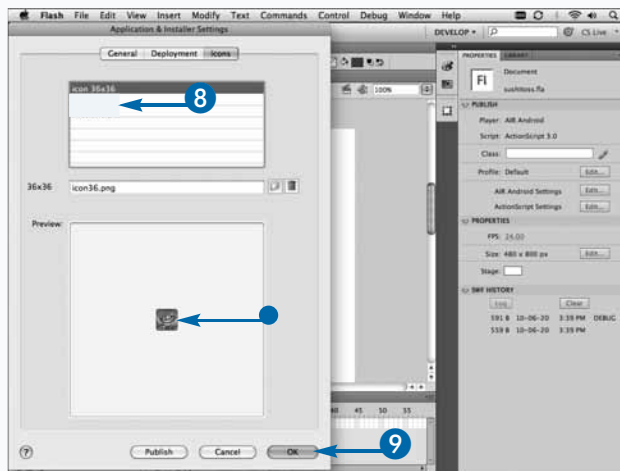 Flash File Edit View Insert Modify Text Commands Control Debug Window Help
Application & Installer Settings
DEVELOP
CS Live
General Deployment Icons
PROPERTIES LIBRARY
icon 36x36
8
100%
Fl
Document
sushitoss.fla
PUBLISH
Player: AIR Android
Script: ActionScript 3.0
Class:
36x36 icon36.png
Profile: Default Edit...
AIR Android Settings Edit...
ActionScript Settings Edit...
Preview:
PROPERTIES
FPS: 24.00
Size: 480 x 800 px Edit...
Stage:
SWF HISTORY
Log Clear
591 B 10-06-20 3:39 PM DEBUG
559 B 10-06-20 3:39 PM
40 45 50 55
? Publish Cancel OK
9